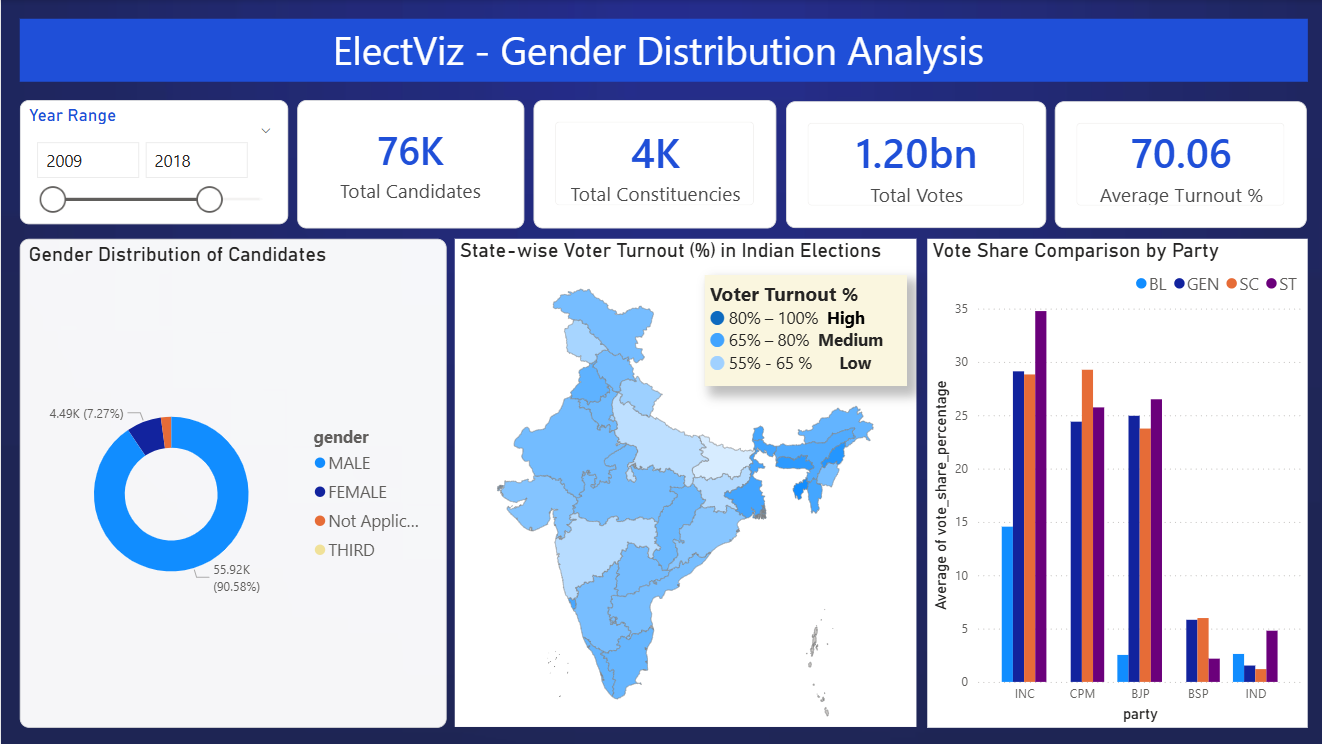 ElectViz - Gender Distribution Analysis
Year Range
2009 2018
76K
Total Candidates
4K
Total Constituencies
1.20bn
Total Votes
70.06
Average Turnout %
Gender Distribution of Candidates
4.49K (7.27%)
55.92K
(90.58%)
gender
MALE
FEMALE
Not Applic...
THIRD
State-wise Voter Turnout (%) in Indian Elections
Voter Turnout %
80% – 100% High
65% – 80% Medium
55% - 65 % Low
Vote Share Comparison by Party
BL GEN SC ST
Average of vote_share_percentage
35
30
25
20
15
10
5
0
INC CPM BJP BSP IND
party